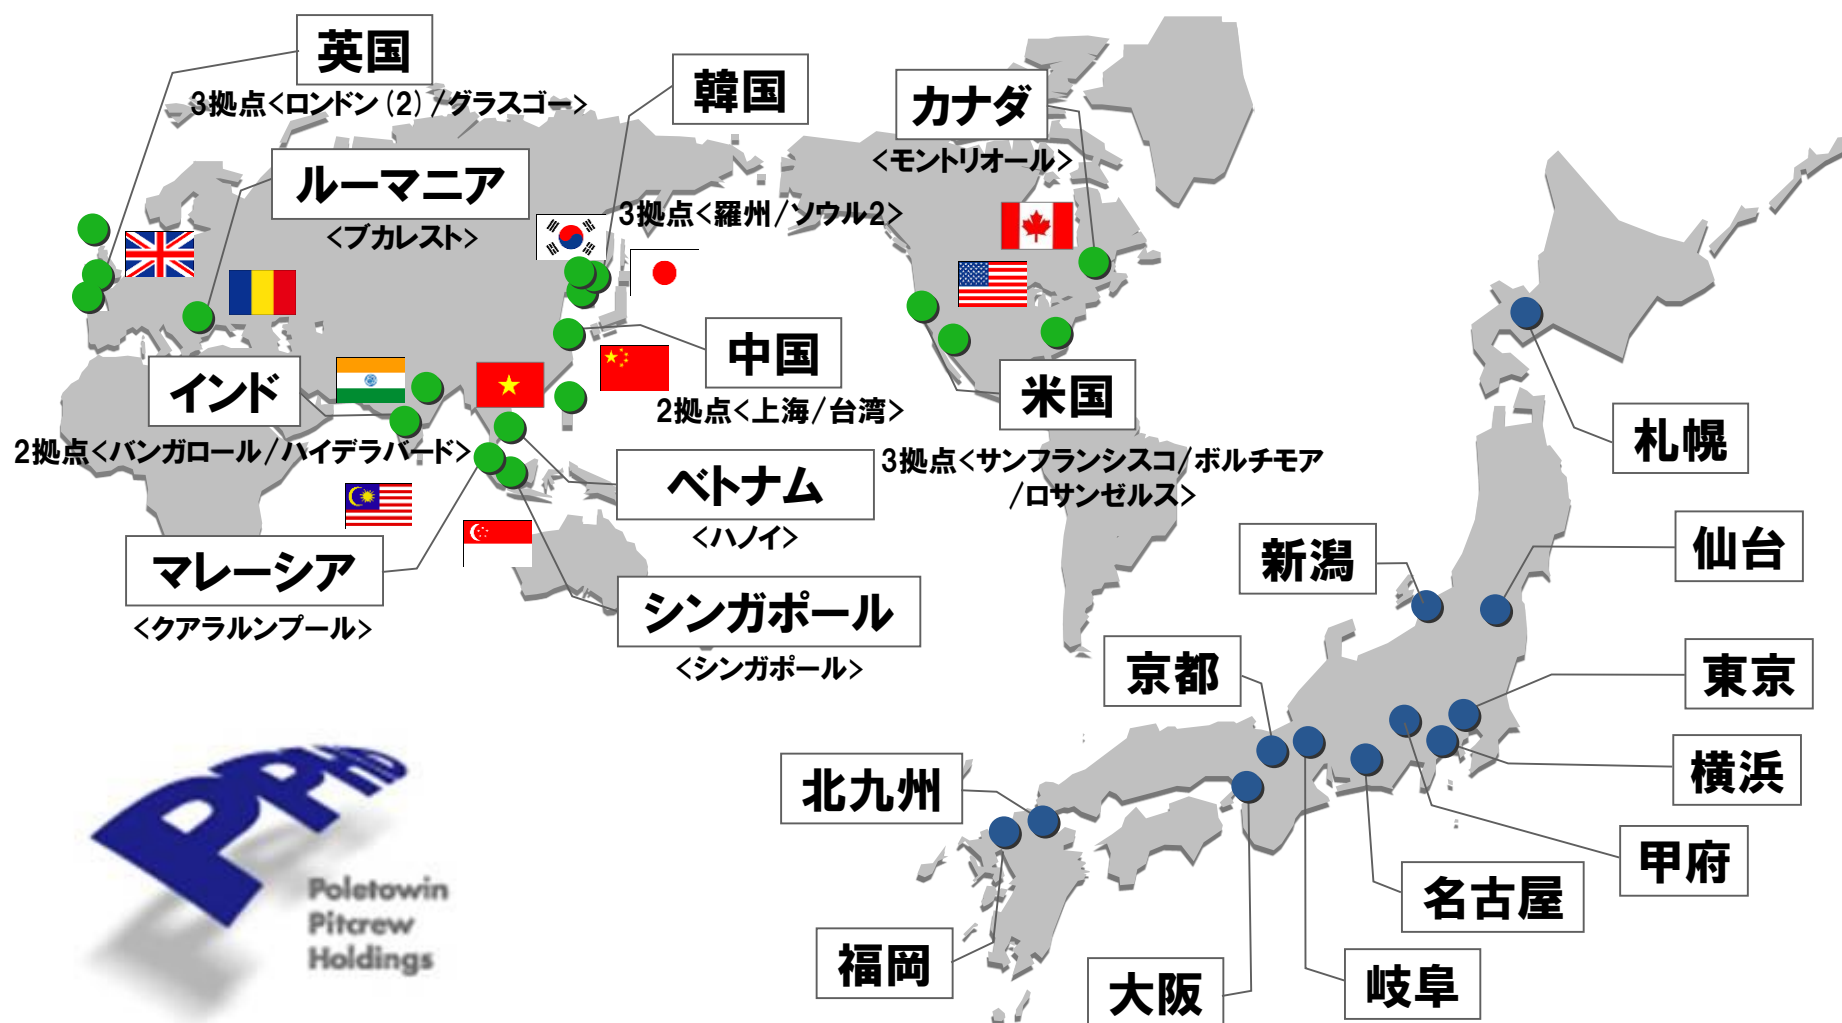 英国
3拠点<ロンドン(2)/グラスゴー>
韓国
3拠点<羅州/ソウル2>
カナダ
<モントリオール>
ルーマニア
<ブカレスト>
中国
2拠点<上海/台湾>
インド
2拠点<バンガロール/ハイデラバード>
米国
3拠点<サンフランシスコ/ボルチモア
/ロサンゼルス>
ベトナム
<ハノイ>
マレーシア
<クアラルンプール>
シンガポール
<シンガポール>
札幌
仙台
新潟
京都
東京
横浜
北九州
甲府
名古屋
福岡
大阪
岐阜
PPHD
Poletowin
Pitcrew
Holdings